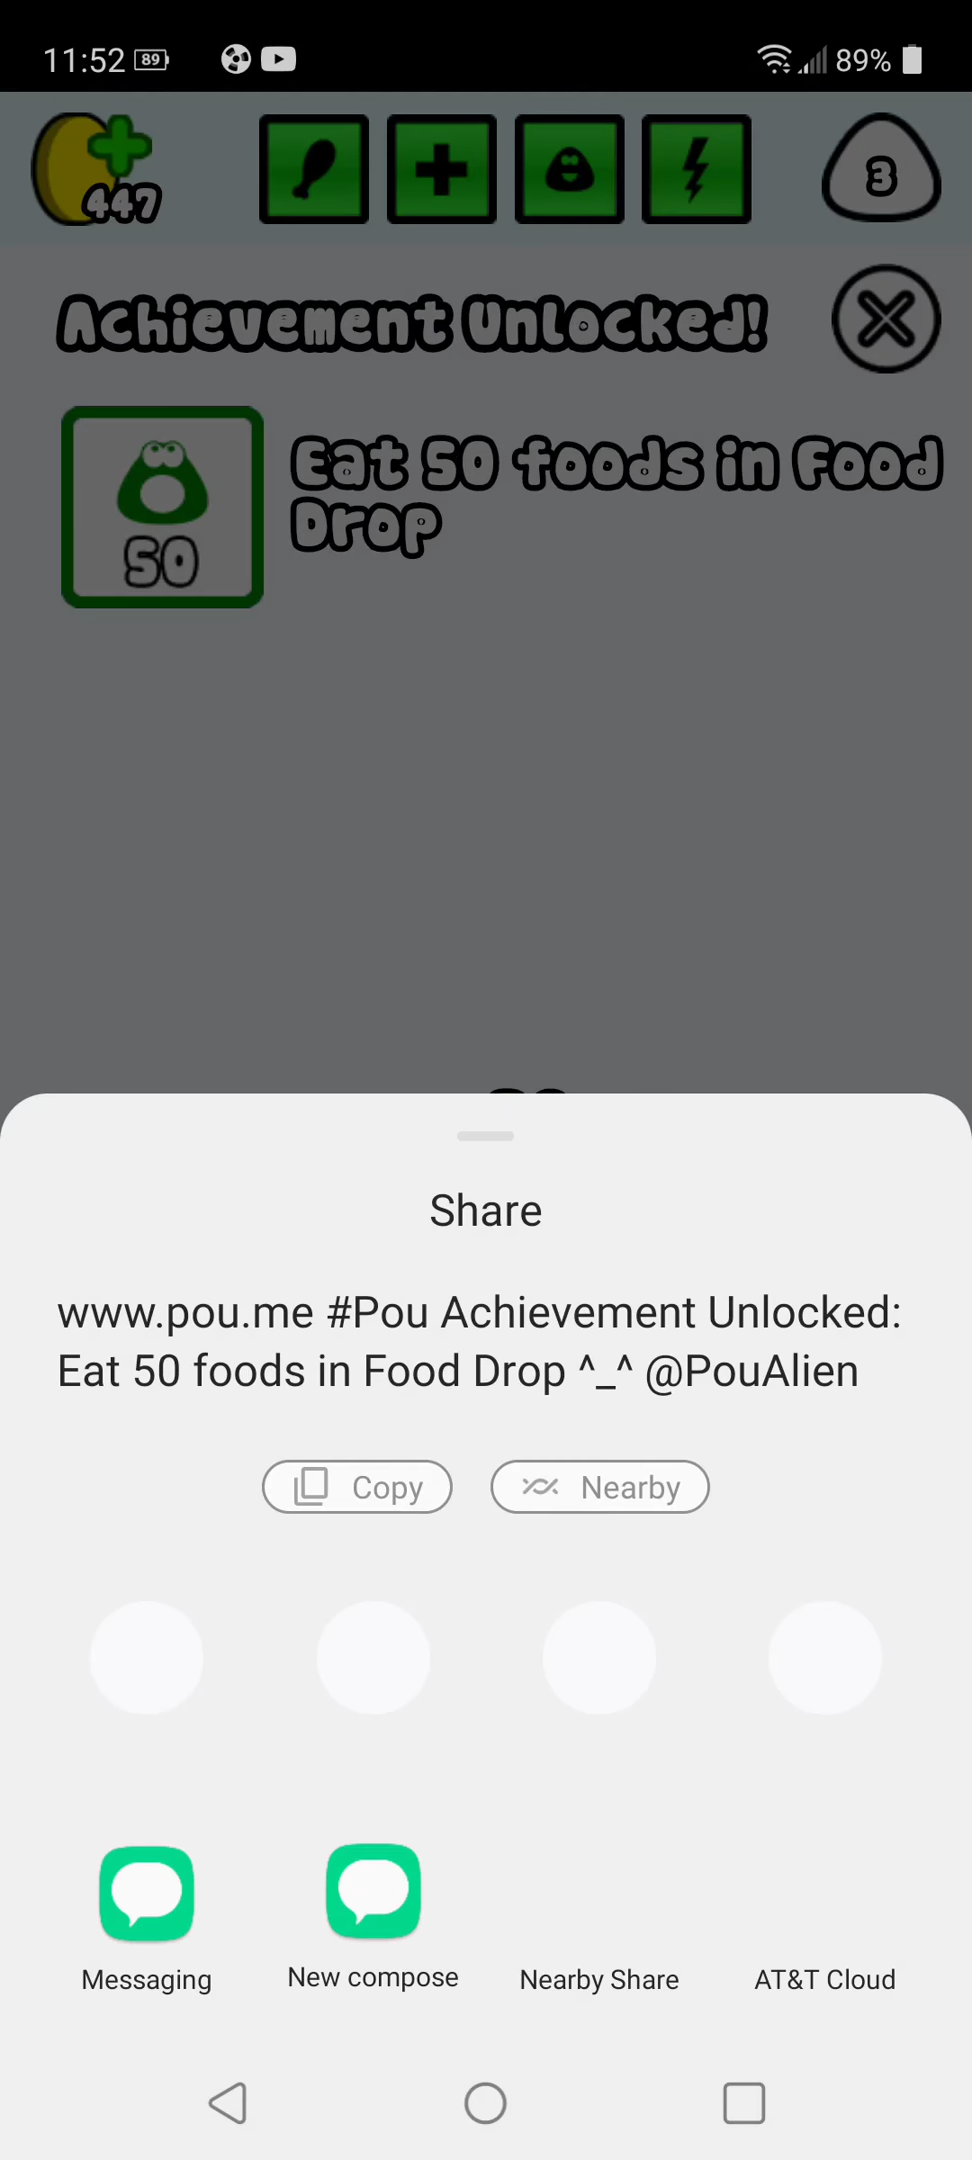 11:52 89 89%
447 3
Achievement Unlocked!
Eat 50 foods in Food
Drop
50
Share
www.pou.me #Pou Achievement Unlocked:
Eat 50 foods in Food Drop ^_^ @PouAlien
Copy Nearby
Messaging New compose Nearby Share AT&T Cloud